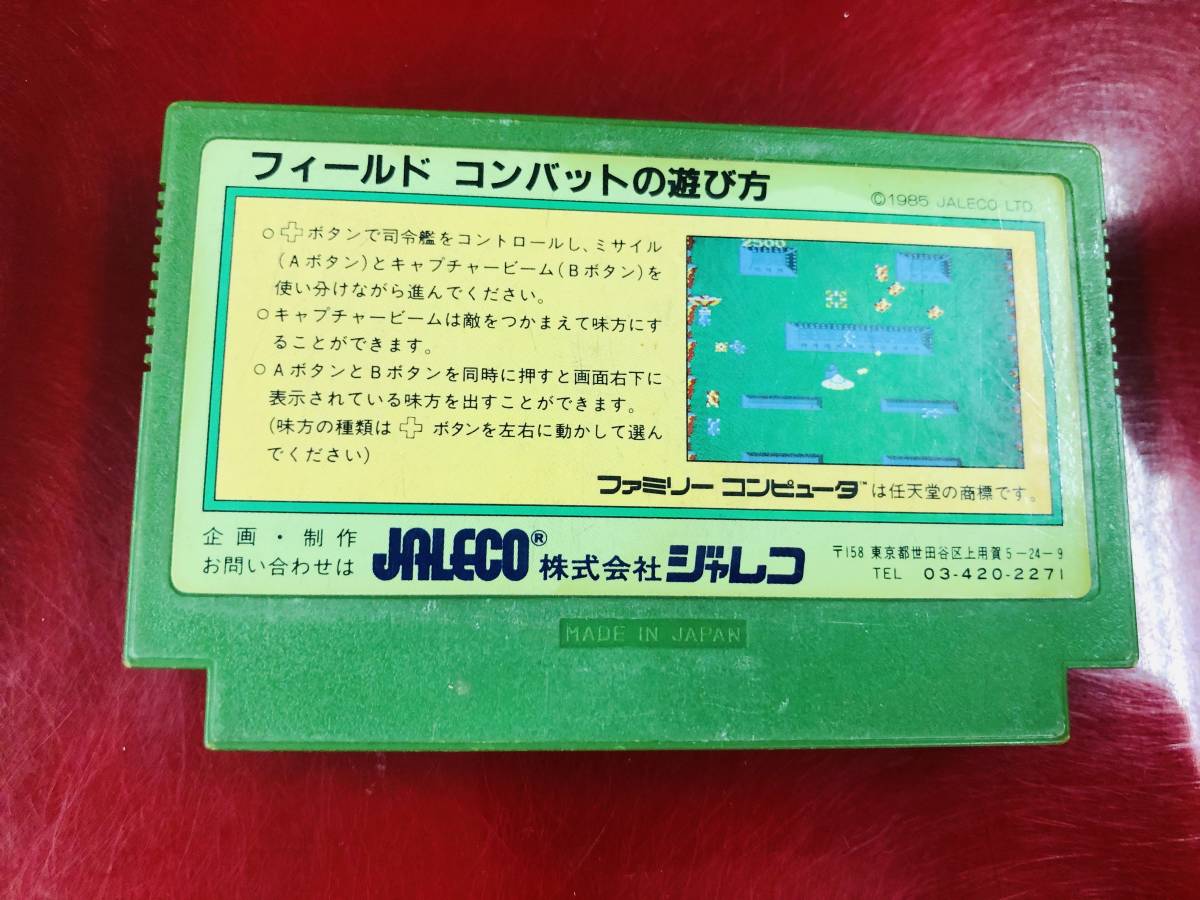 フィールド コンバットの遊び方
©1985 JALECO LTD.
○ボタンで司令艦をコントロールし、ミサイル
(Aボタン)とキャプチャービーム(Bボタン)を
使い分けながら進んでください。
○キャプチャービームは敵をつかまえて味方にす
ることができます。
○AボタンとBボタンを同時に押すと画面右下に
表示されている味方を出すことができます。
(味方の種類は ボタンを左右に動かして選ん
でください)
2500
ファミリー コンピュータ™は任天堂の商標です。
企画・制作
お問い合わせは
JALECO® 株式会社ジャレコ
〒158 東京都世田谷区上用賀5-24-9
TEL 03-420-2271
MADE IN JAPAN